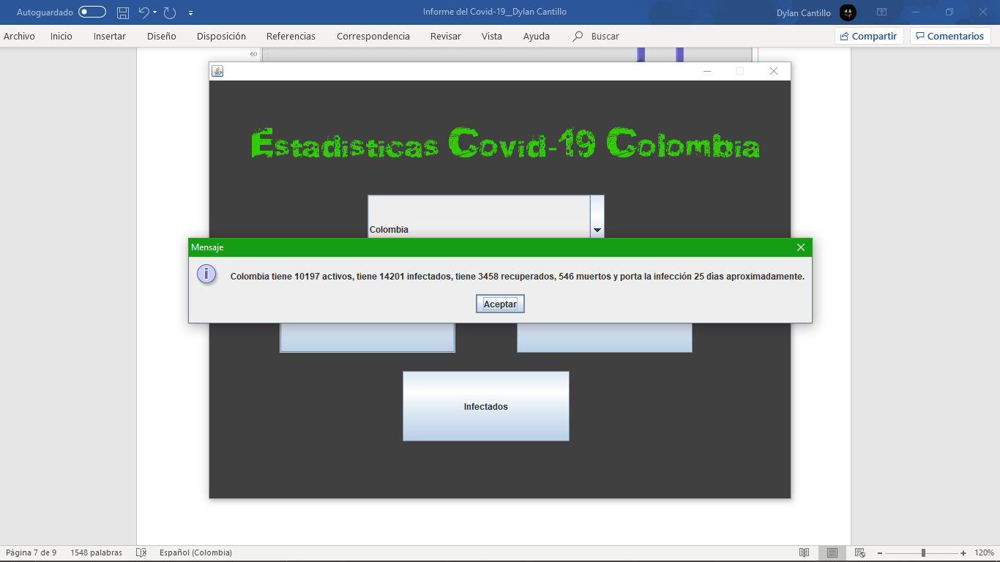 Autoguardado
Informe del Covid-19__Dylan Cantillo
Dylan Cantillo
Archivo Inicio Insertar Diseño Disposición Referencias Correspondencia Revisar Vista Ayuda Buscar Compartir Comentarios
60
Estadisticas Covid-19 Colombia
Colombia
Mensaje
Colombia tiene 10197 activos, tiene 14201 infectados, tiene 3458 recuperados, 546 muertos y porta la infección 25 días aproximadamente.
Aceptar
Infectados
Página 7 de 9 1548 palabras Español (Colombia) 120%